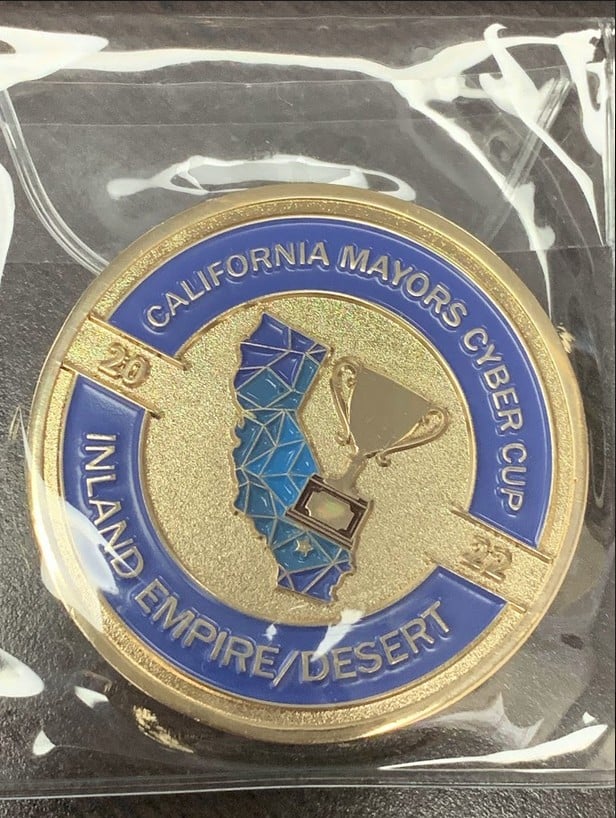 CALIFORNIA MAYORS CYBER CUP
20
22
INLAND EMPIRE/DESERT